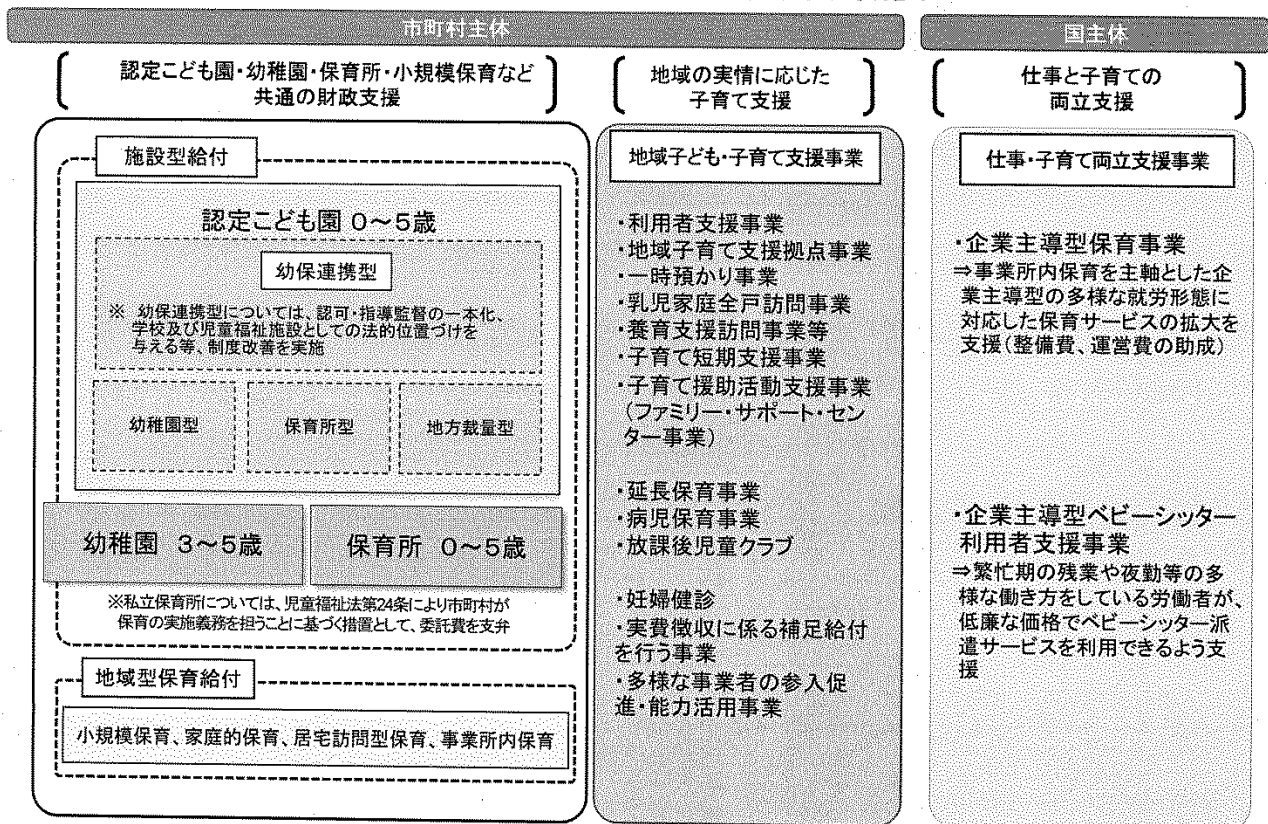 市町村主体
国主体
認定こども園・幼稚園・保育所・小規模保育など
共通の財政支援
地域の実情に応じた
子育て支援
仕事と子育ての
両立支援
施設型給付
認定こども園 0~5歳
幼保連携型
※ 幼保連携型については、認可・指導監督の一本化、
学校及び児童福祉施設としての法的位置づけを
与える等、制度改善を実施
幼稚園型
保育所型
地方裁量型
幼稚園 3~5歳
保育所 0~5歳
※私立保育所については、児童福祉法第24条により市町村が
保育の実施義務を担うことに基づく措置として、委託費を支弁
地域型保育給付
小規模保育、家庭的保育、居宅訪問型保育、事業所内保育
地域子ども・子育て支援事業
・利用者支援事業
・地域子育て支援拠点事業
・一時預かり事業
・乳児家庭全戸訪問事業
・養育支援訪問事業等
・子育て短期支援事業
・子育て援助活動支援事業
(ファミリー・サポート・セン
ター事業)
・延長保育事業
・病児保育事業
・放課後児童クラブ
・妊婦健診
・実費徴収に係る補足給付
を行う事業
・多様な事業者の参入促
進・能力活用事業
仕事・子育て両立支援事業
・企業主導型保育事業
⇒事業所内保育を主軸とした企
業主導型の多様な就労形態に
対応した保育サービスの拡大を
支援(整備費、運営費の助成)
・企業主導型ベビーシッター
利用者支援事業
⇒繁忙期の残業や夜勤等の多
様な働き方をしている労働者が、
低廉な価格でベビーシッター派
遣サービスを利用できるよう支
援